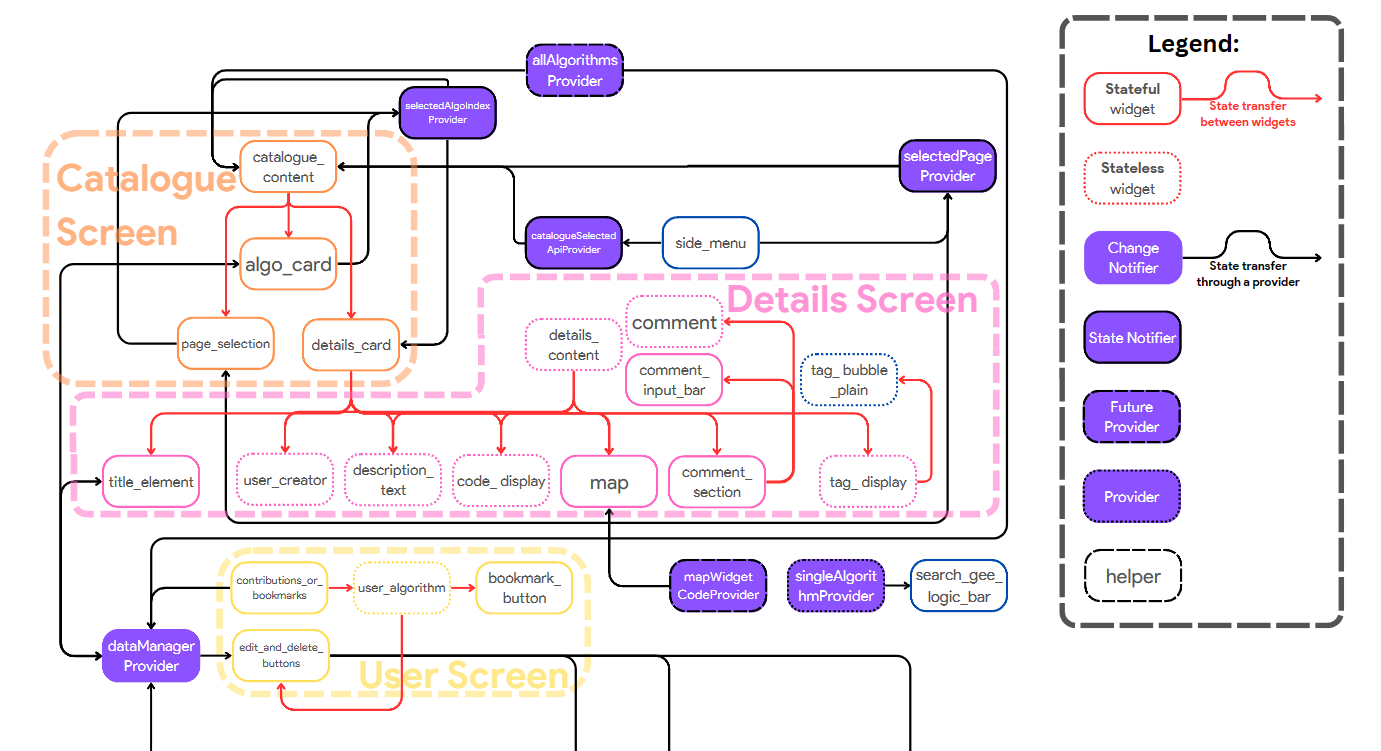 allAlgorithms
Provider
selectedAlgoIndex
Provider
catalogue_
content
Catalogue
Screen
selectedPage
Provider
catalogueSelected
ApiProvider
side_menu
algo_card
page_selection
details_card
Details Screen
comment
details_
content
comment_
input_bar
tag_ bubble
_plain
title_element
user_creator
description_
text
code_ display
map
comment_
section
tag_ display
contributions_or_
bookmarks
user_algorithm
bookmark_
button
mapWidget
CodeProvider
singleAlgorit
hmProvider
search_gee_
logic_bar
dataManager
Provider
edit_and_delete_
buttons
User Screen
Legend:
Stateful
widget
State transfer
between widgets
Stateless
widget
Change
Notifier
State transfer
through a provider
State Notifier
Future
Provider
Provider
helper